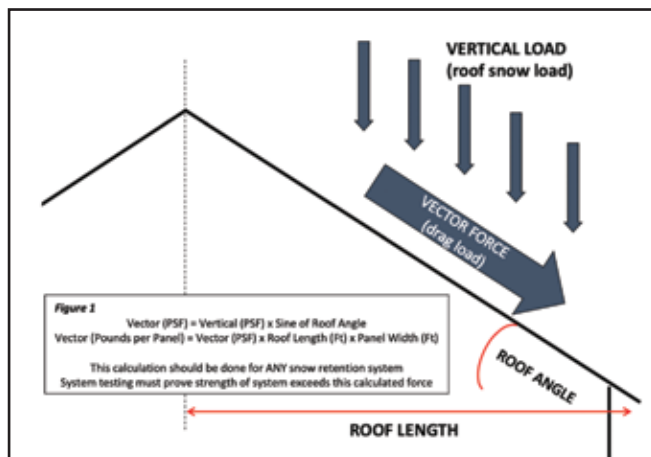 VERTICAL LOAD
(roof snow load)
VECTOR FORCE
(drag load)
Figure 1
Vector (PSF) = Vertical (PSF) x Sine of Roof Angle
Vector (Pounds per Panel) = Vector (PSF) x Roof Length (Ft) x Panel Width (Ft)
This calculation should be done for ANY snow retention system
System testing must prove strength of system exceeds this calculated force
ROOF ANGLE
ROOF LENGTH